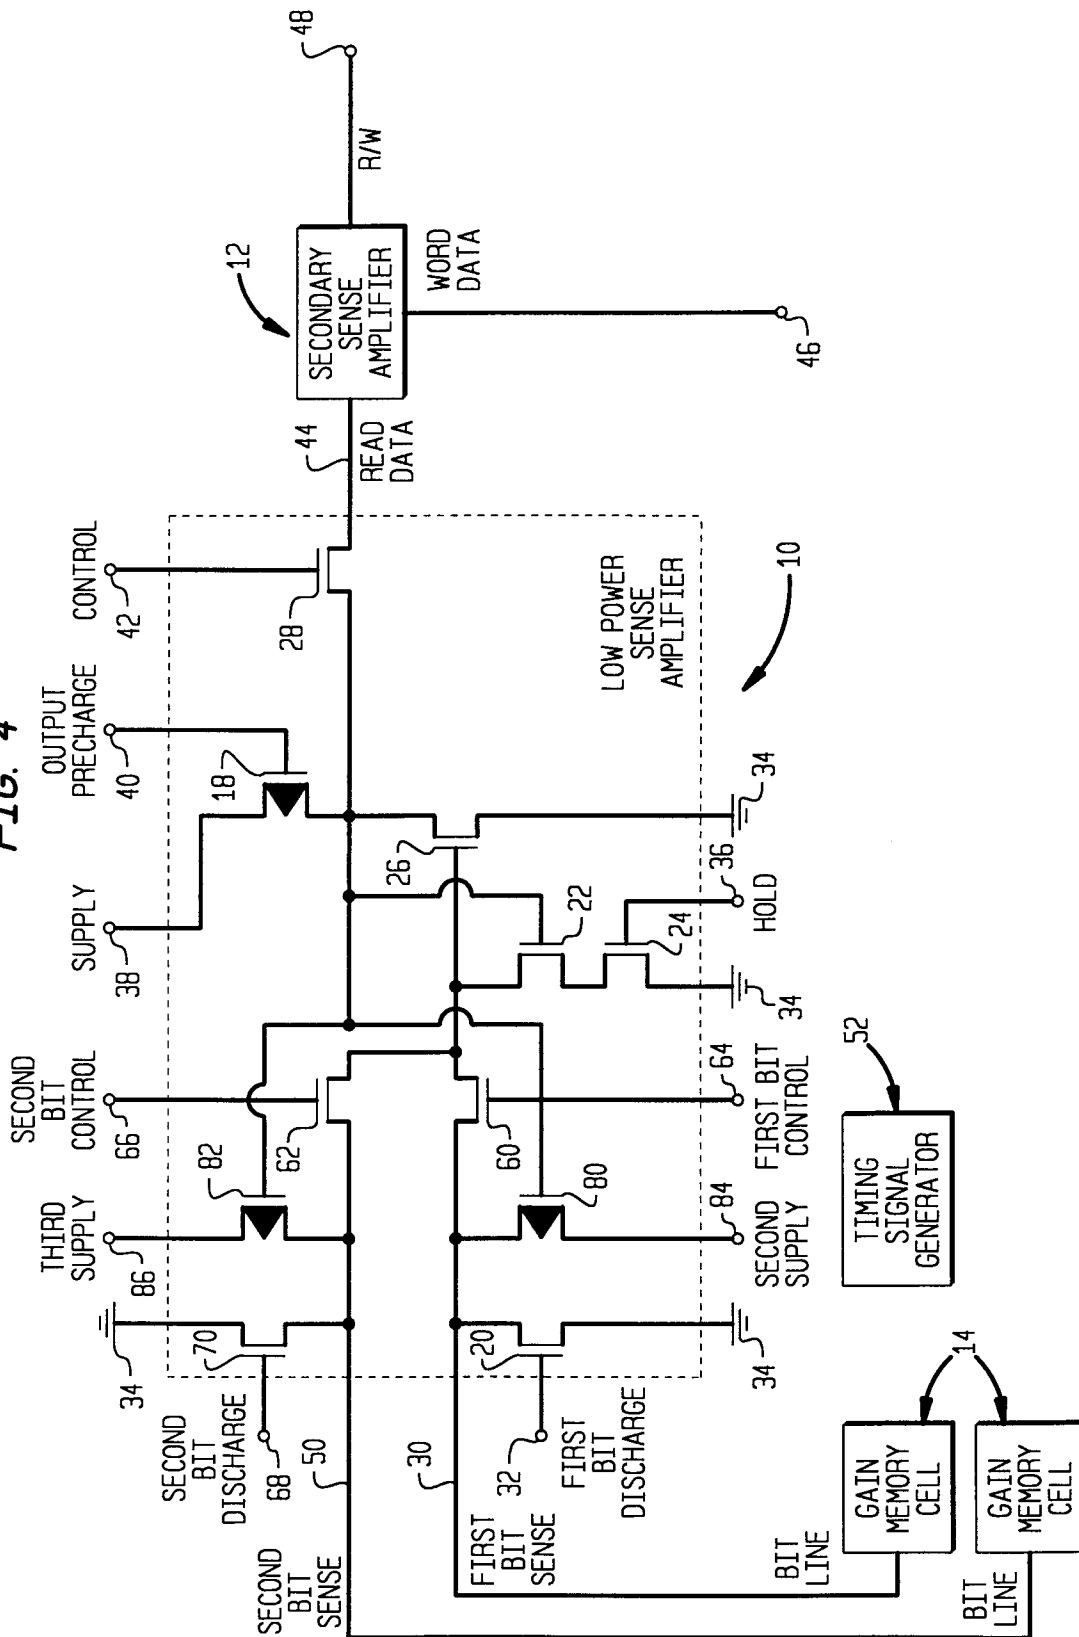 FIG. 4
SECOND
BIT
SENSE
50
SECOND
BIT
DISCHARGE
68
34
70
THIRD
SUPPLY
86
82
SECOND
BIT
CONTROL
66
62
SUPPLY
38
OUTPUT
PRECHARGE
40
18
CONTROL
42
28
44
READ
DATA
12
SECONDARY
SENSE
AMPLIFIER
R/W
48
WORD
DATA
46
FIRST
BIT
SENSE
30
32
FIRST
BIT
DISCHARGE
20
34
80
84
SECOND
SUPPLY
60
64
FIRST BIT
CONTROL
22
24
34
36
HOLD
26
34
LOW POWER
SENSE
AMPLIFIER
10
BIT
LINE
GAIN
MEMORY
CELL
14
BIT
LINE
GAIN
MEMORY
CELL
52
TIMING
SIGNAL
GENERATOR